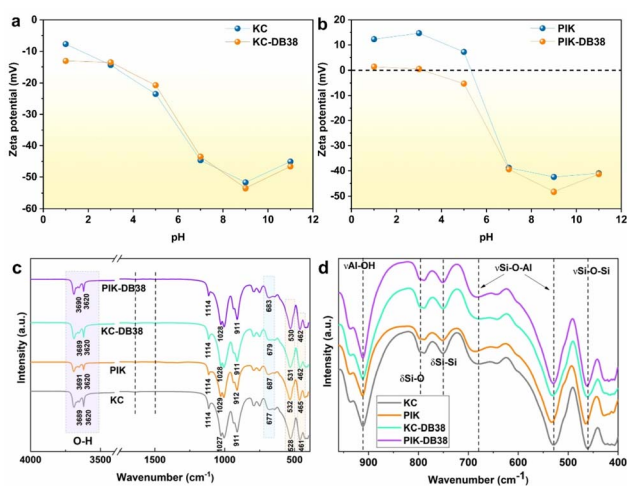 a
KC
KC-DB38
Zeta potential (mV)
0
-10
-20
-30
-40
-50
-60
0 2 4 6 8 10 12
pH
b
PIK
PIK-DB38
Zeta potential (mV)
20
10
0
-10
-20
-30
-40
-50
0 2 4 6 8 10 12
pH
c
PIK-DB38
3690
3620
1114
1028
911
683
530
462
KC-DB38
3689
3620
1114
1028
911
679
531
462
PIK
3691
3620
1114
1029
912
687
532
465
KC
3689
3620
1114
1027
911
677
528
461
O-H
Intensity (a.u.)
4000 3500 1500 1000 500
Wavenumber (cm-1)
d
νAl-OH
νSi-O-Al
νSi-O-Si
δSi-O
δSi-Si
KC
PIK
KC-DB38
PIK-DB38
Intensity (a.u.)
900 800 700 600 500 400
Wavenumber (cm-1)